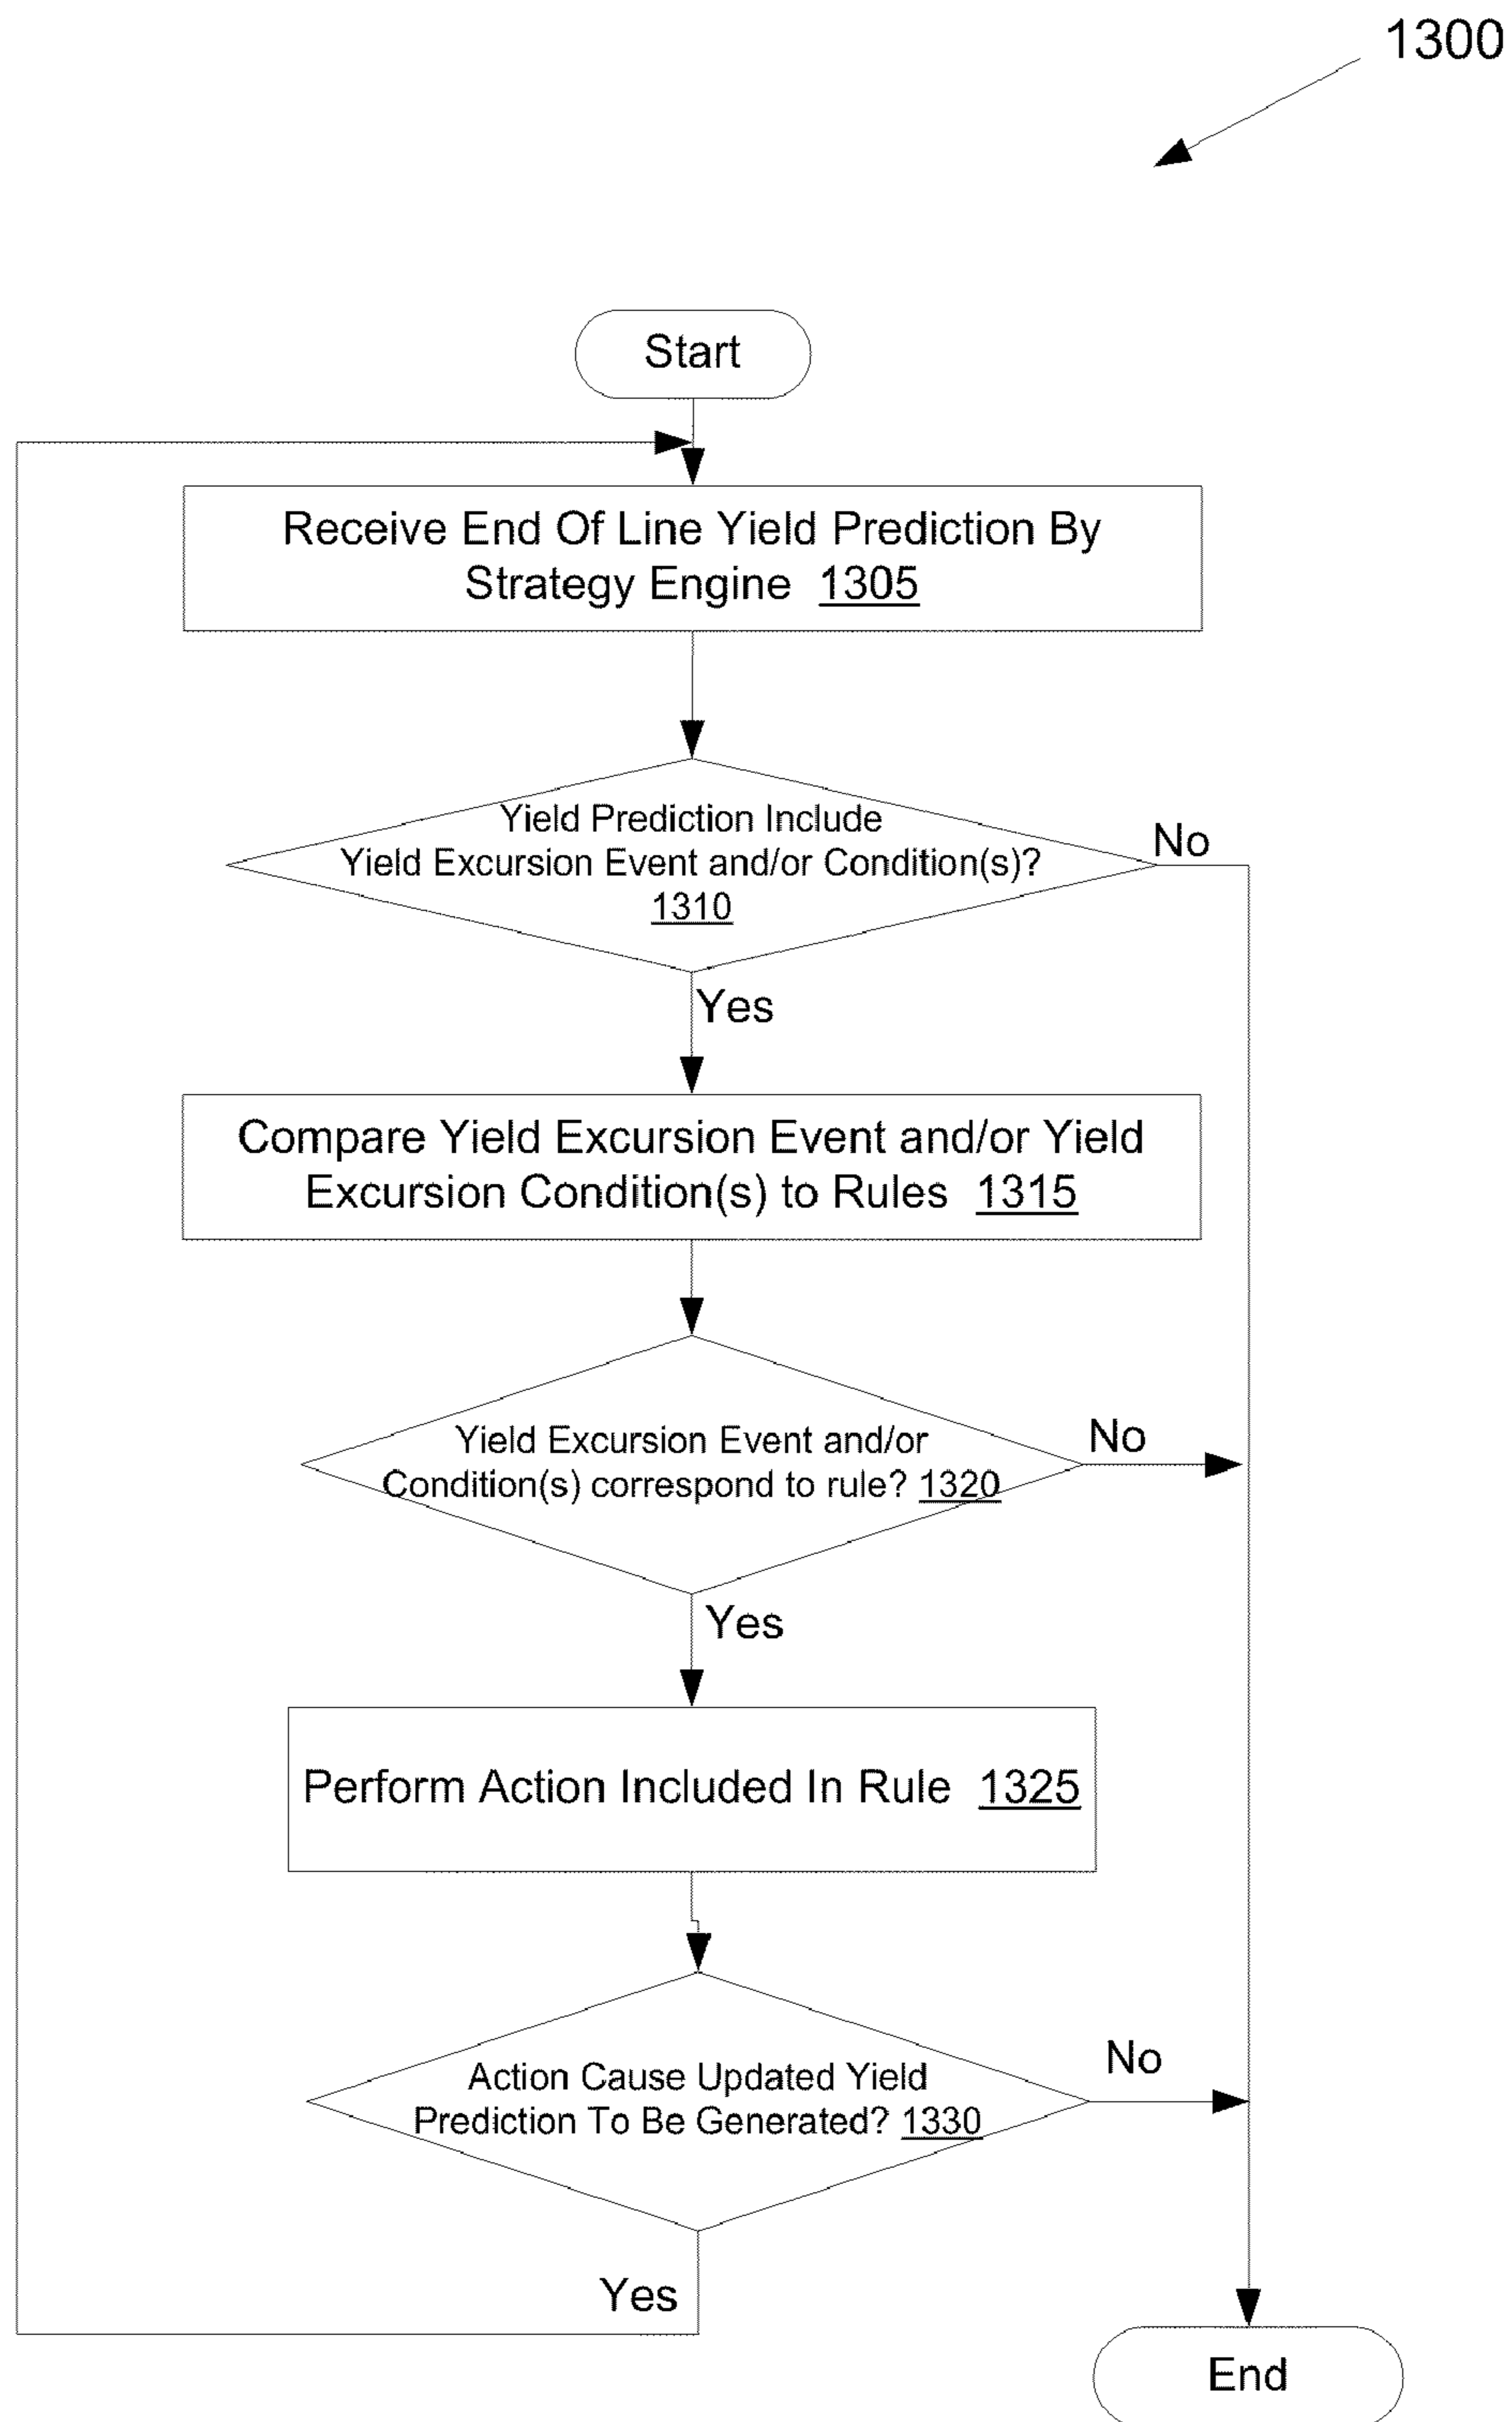 1300
Start
Receive End Of Line Yield Prediction By
Strategy Engine 1305
Yield Prediction Include
Yield Excursion Event and/or Condition(s)?
1310
No
Yes
Compare Yield Excursion Event and/or Yield
Excursion Condition(s) to Rules 1315
Yield Excursion Event and/or
Condition(s) correspond to rule? 1320
No
Yes
Perform Action Included In Rule 1325
Action Cause Updated Yield
Prediction To Be Generated? 1330
No
Yes
End